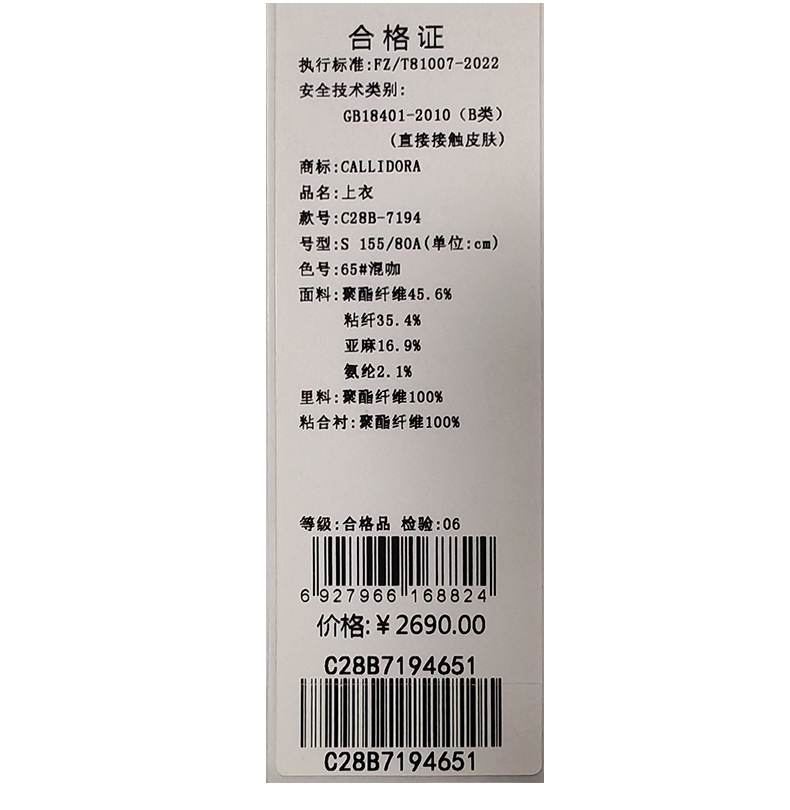 合格证
执行标准:FZ/T81007-2022
安全技术类别:
GB18401-2010（B类）
(直接接触皮肤)
商标:CALLIDORA
品名:上衣
款号:C28B-7194
号型:S 155/80A(单位:cm)
色号:65#混咖
面料:聚酯纤维45.6%
粘纤35.4%
亚麻16.9%
氨纶2.1%
里料:聚酯纤维100%
粘合衬:聚酯纤维100%
等级:合格品 检验:06
6 927966 168824
价格:￥2690.00
C28B7194651
C28B7194651